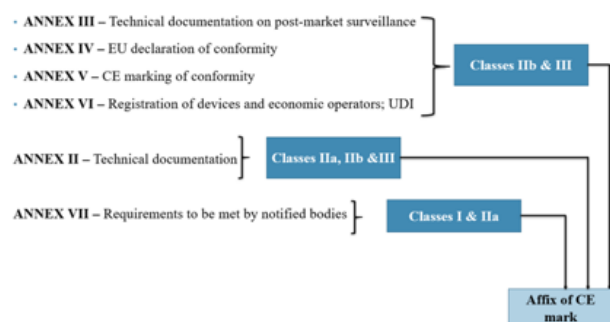 • ANNEX III – Technical documentation on post-market surveillance
• ANNEX IV – EU declaration of conformity
• ANNEX V – CE marking of conformity
• ANNEX VI – Registration of devices and economic operators; UDI
Classes IIb & III
ANNEX II – Technical documentation
Classes IIa, IIb &III
ANNEX VII – Requirements to be met by notified bodies
Classes I & IIa
Affix of CE
mark